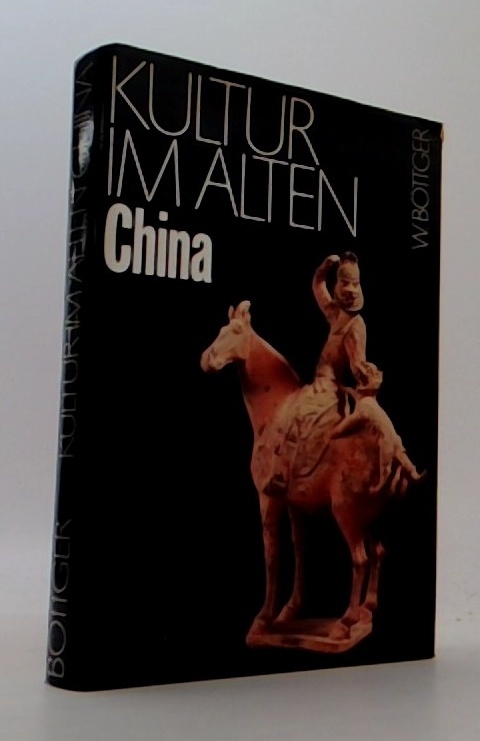 KULTUR
IM ALTEN
China
W BÖTTGER
BÖTTGER KULTUR IM ALTEN CHINA